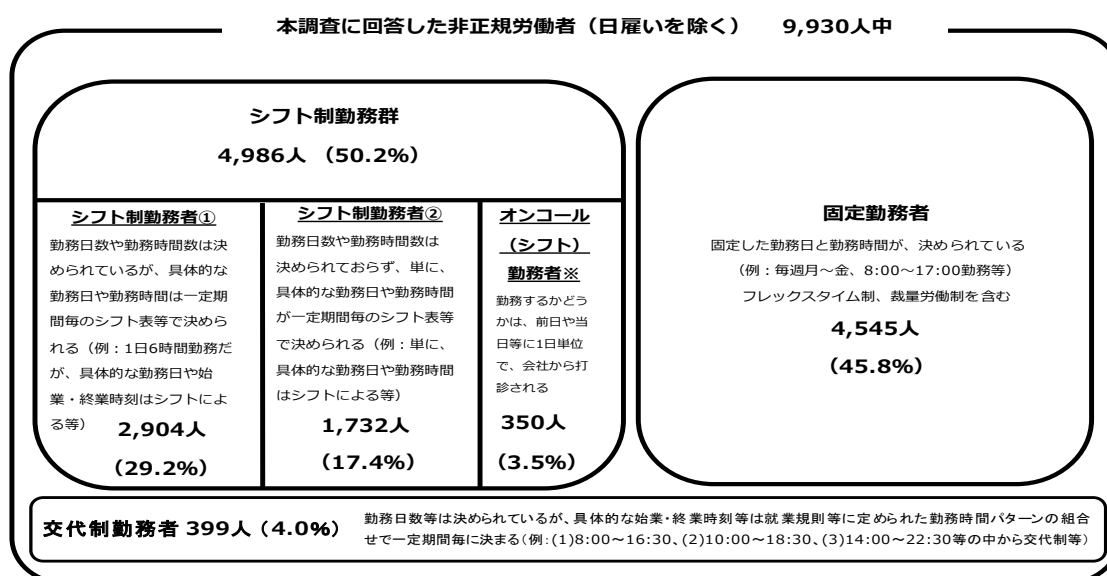 本調査に回答した非正規労働者（日雇いを除く）　9,930人中
シフト制勤務群
4,986人（50.2%）
シフト制勤務者①
勤務日数や勤務時間数は決
められているが、具体的な
勤務日や勤務時間は一定期
間毎のシフト表等で決めら
れる（例：1日6時間勤務だ
が、具体的な勤務日や始
業・終業時刻はシフトによ
る等）
2,904人
（29.2%）
シフト制勤務者②
勤務日数や勤務時間数は
決められておらず、単に、
具体的な勤務日や勤務時間
が一定期間毎のシフト表等
で決められる（例：単に、
具体的な勤務日や勤務時間
はシフトによる等）
1,732人
（17.4%）
オンコール
（シフト）
勤務者※
勤務するかどう
かは、前日や当
日等に1日単位
で、会社から打
診される
350人
（3.5%）
固定勤務者
固定した勤務日と勤務時間が、決められている
（例：毎週月～金、8:00～17:00勤務等）
フレックスタイム制、裁量労働制を含む
4,545人
（45.8%）
交代制勤務者 399人（4.0%）
勤務日数等は決められているが、具体的な始業・終業時刻等は就業規則等に定められた勤務時間パターンの組合
せで一定期間毎に決まる（例：(1)8:00～16:30、(2)10:00～18:30、(3)14:00～22:30等の中から交代制等）